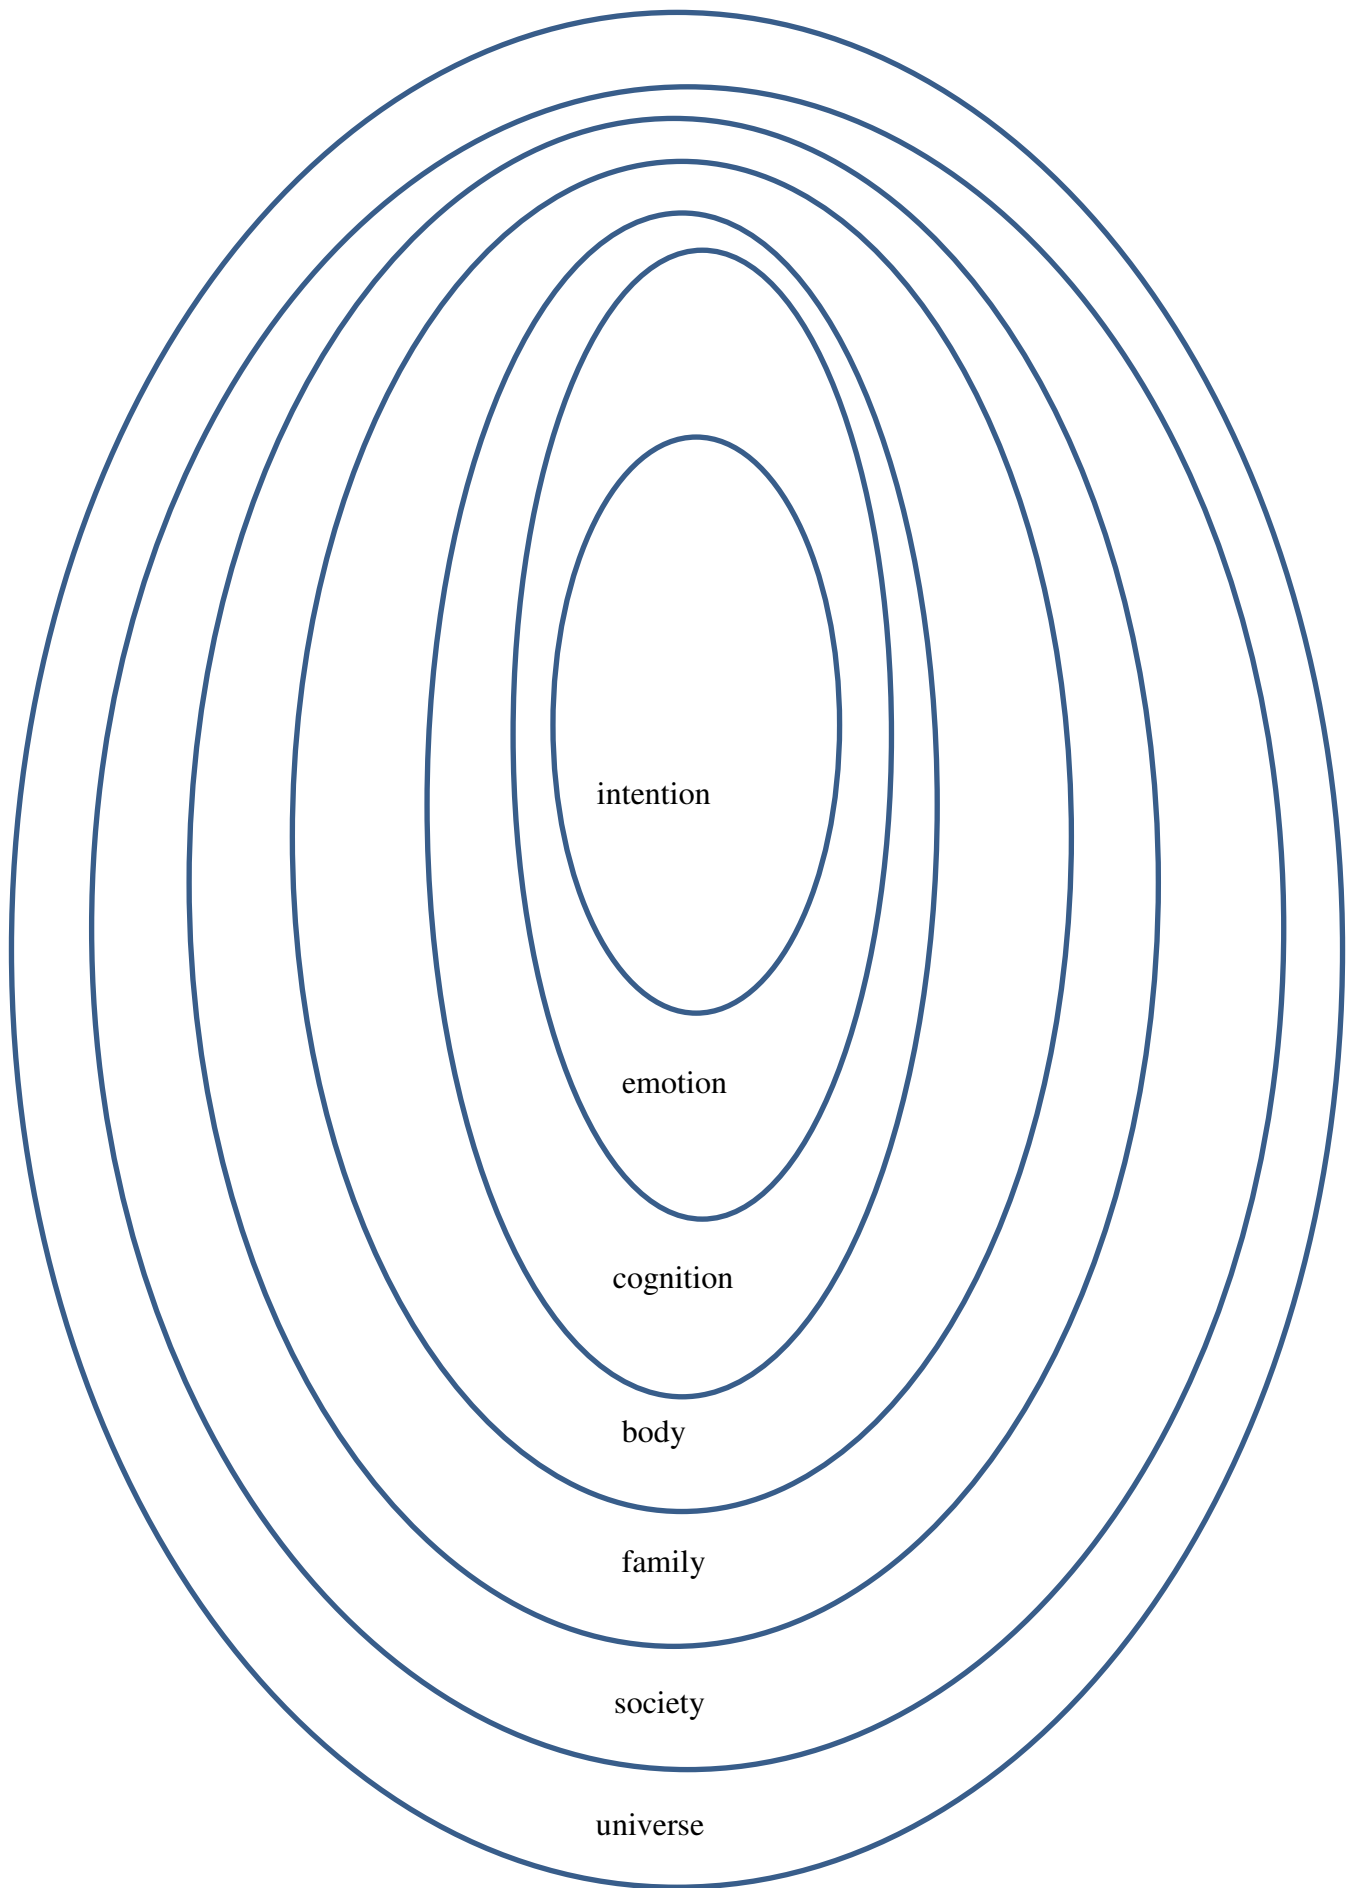 intention
emotion
cognition
body
family
society
universe